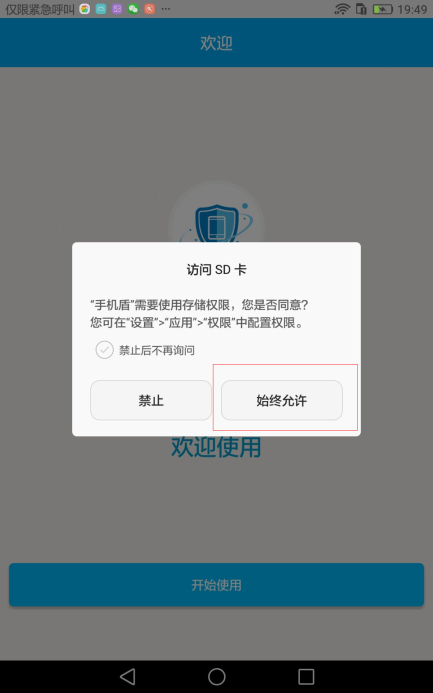 仅限紧急呼叫 ··· 19:49
欢迎
访问 SD 卡
“手机盾”需要使用存储权限，您是否同意？
您可在“设置”>“应用”>“权限”中配置权限。
禁止后不再询问
禁止 始终允许
欢迎使用
开始使用